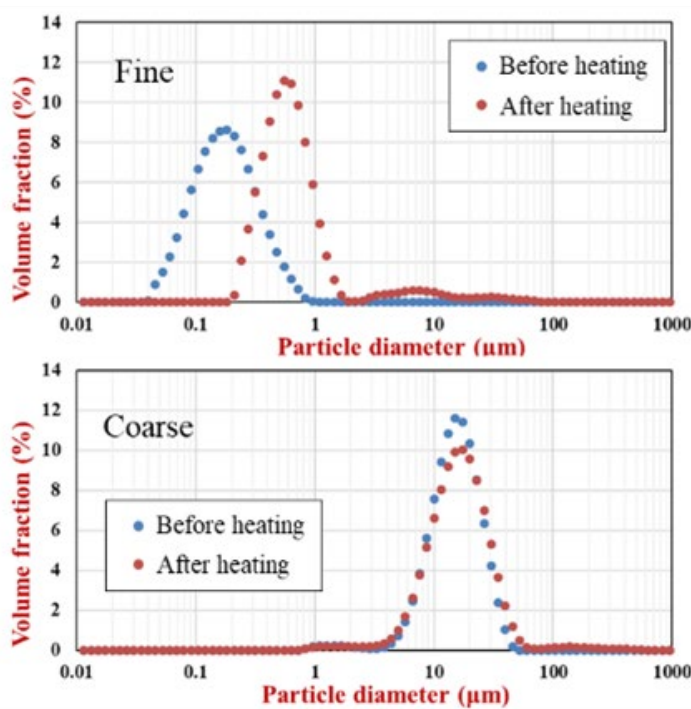 14
12
10
8
6
4
2
0
Volume fraction (%)
Fine
Before heating
After heating
0.01 0.1 1 10 100 1000
Particle diameter (µm)
14
12
10
8
6
4
2
0
Volume fraction (%)
Coarse
Before heating
After heating
0.01 0.1 1 10 100 1000
Particle diameter (µm)